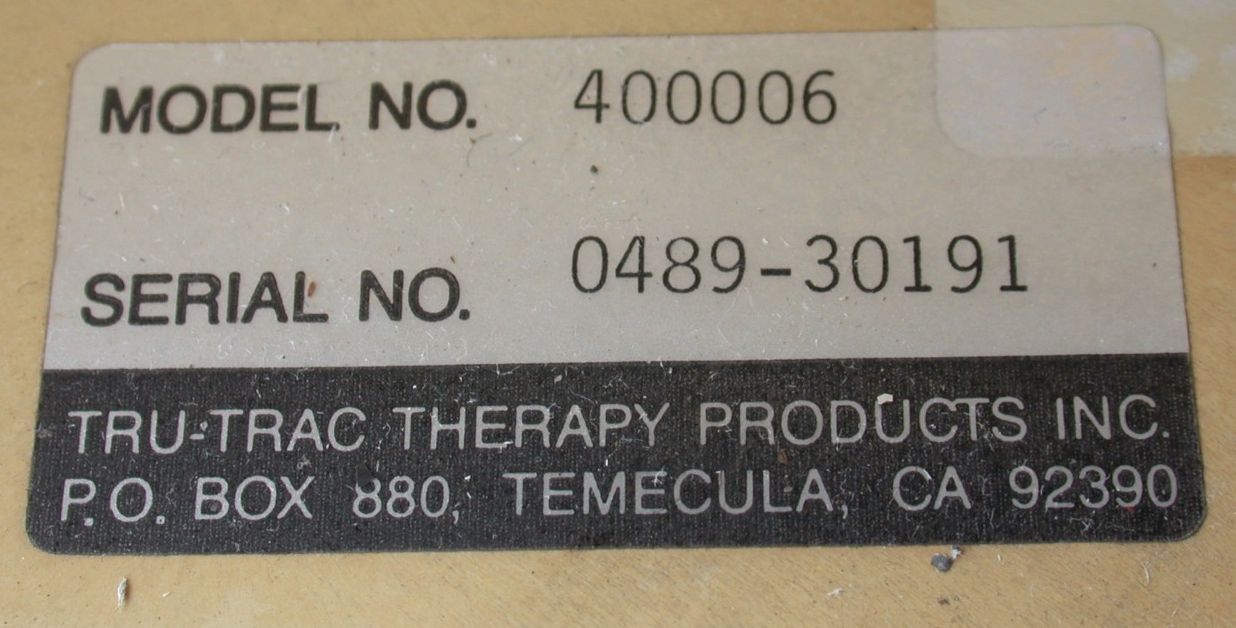 MODEL NO. 400006
SERIAL NO. 0489-30191
TRU-TRAC THERAPY PRODUCTS INC.
P.O. BOX 880, TEMECULA, CA 92390